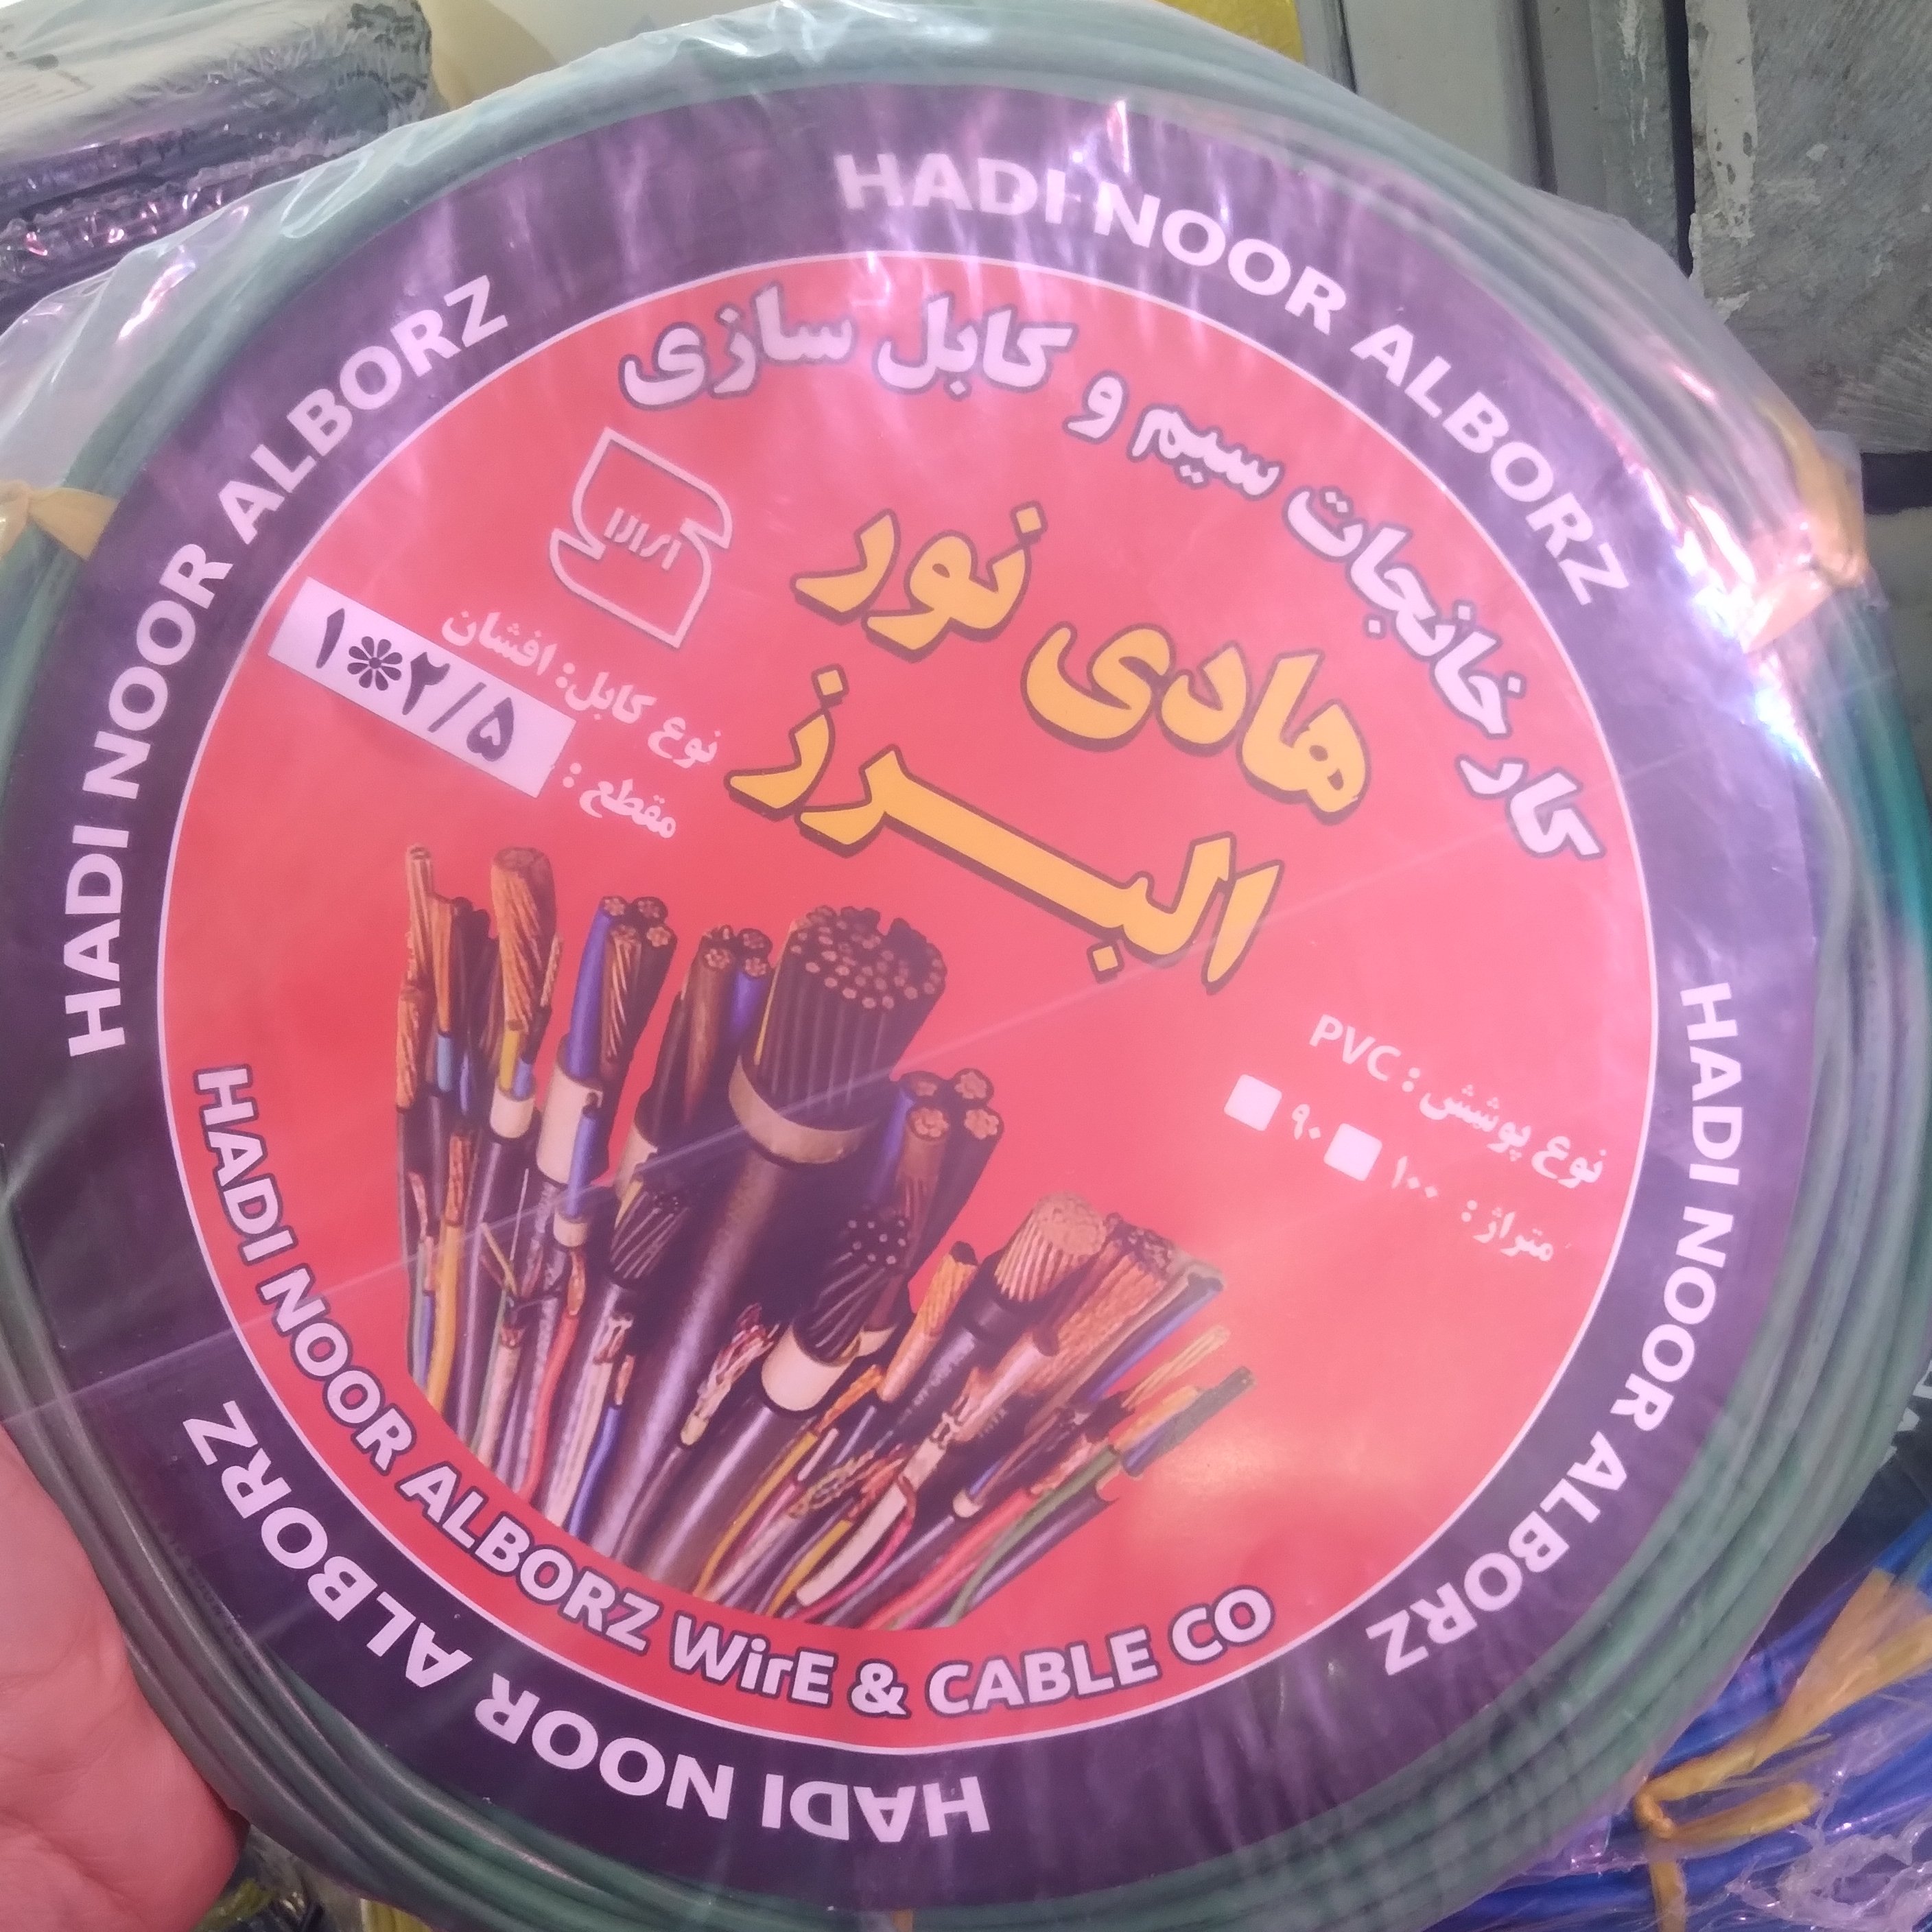 HADI NOOR ALBORZ
HADI NOOR ALBORZ
HADI NOOR ALBORZ
HADI NOOR ALBORZ
کارخانجات سیم و کابل سازی
هادی نور
البرز
نوع کابل: افشان
مقطع: ۱*۲/۵
نوع پوشش: PVC
متراژ: ۱۰۰ ۹۰
HADI NOOR ALBORZ WirE & CABLE CO